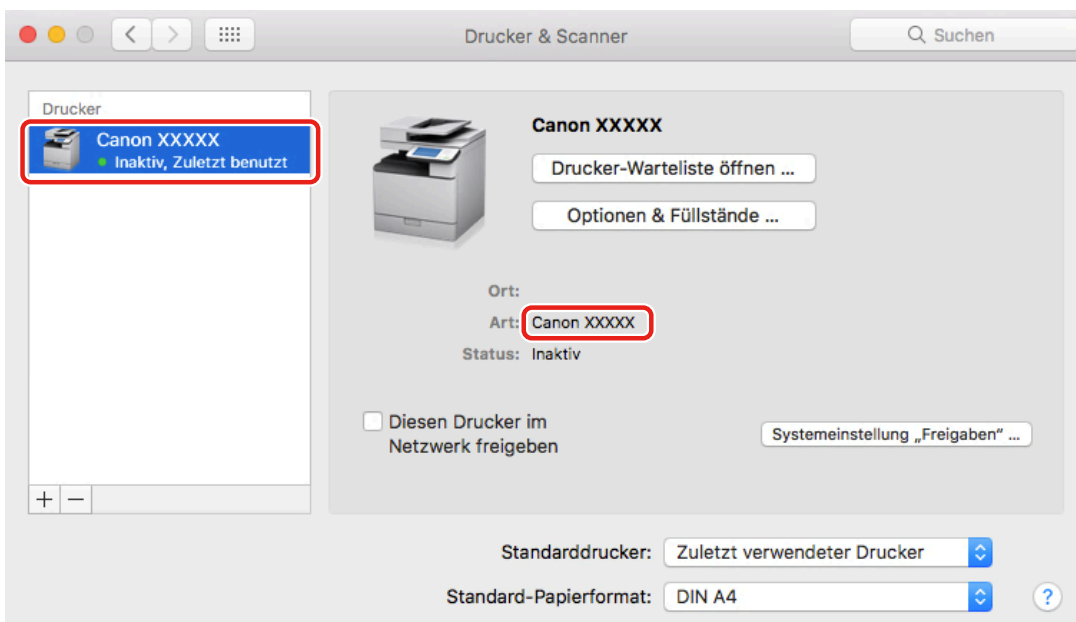 Drucker & Scanner
Suchen
Drucker
Canon XXXXX
Inaktiv, Zuletzt benutzt
+ −
Canon XXXXX
Drucker-Warteliste öffnen ...
Optionen & Füllstände ...
Ort:
Art: Canon XXXXX
Status: Inaktiv
Diesen Drucker im
Netzwerk freigeben
Systemeinstellung „Freigaben“ ...
Standarddrucker: Zuletzt verwendeter Drucker
Standard-Papierformat: DIN A4
?